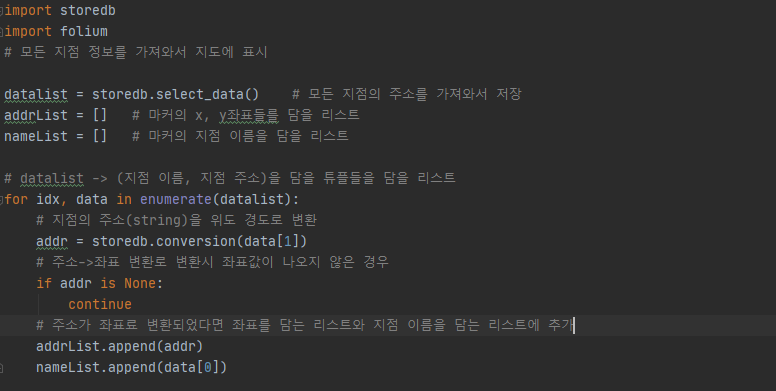 import storedb
import folium
# 모든 지점 정보를 가져와서 지도에 표시
datalist = storedb.select_data()    # 모든 지점의 주소를 가져와서 저장
addrList = []   # 마커의 x, y좌표들를 담을 리스트
nameList = []   # 마커의 지점 이름을 담을 리스트
# datalist -> (지점 이름, 지점 주소)을 담을 튜플들을 담을 리스트
for idx, data in enumerate(datalist):
    # 지점의 주소(string)을 위도 경도로 변환
    addr = storedb.conversion(data[1])
    # 주소->좌표 변환로 변환시 좌표값이 나오지 않은 경우
    if addr is None:
        continue
    # 주소가 좌표료 변환되었다면 좌표를 담는 리스트와 지점 이름을 담는 리스트에 추가
    addrList.append(addr)
    nameList.append(data[0])